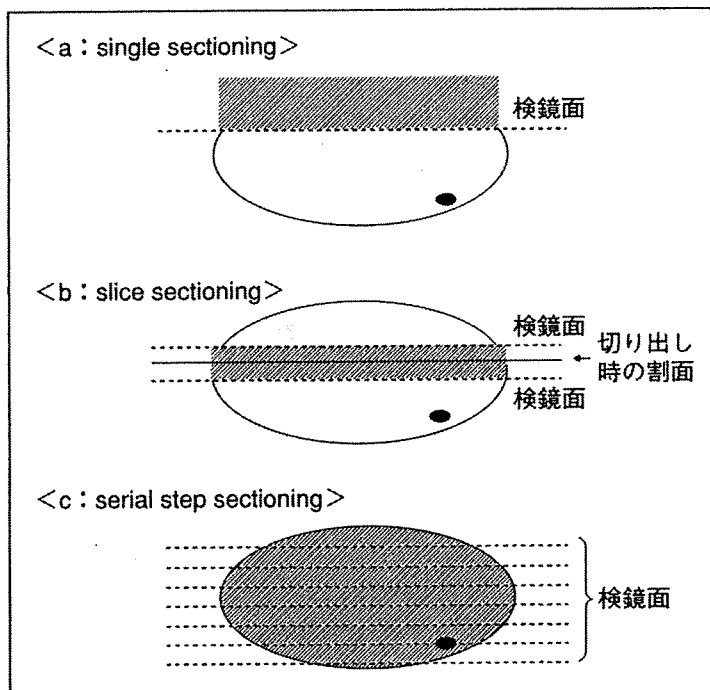 <a：single sectioning>
検鏡面
<b：slice sectioning>
検鏡面
切り出し
時の割面
検鏡面
<c：serial step sectioning>
検鏡面